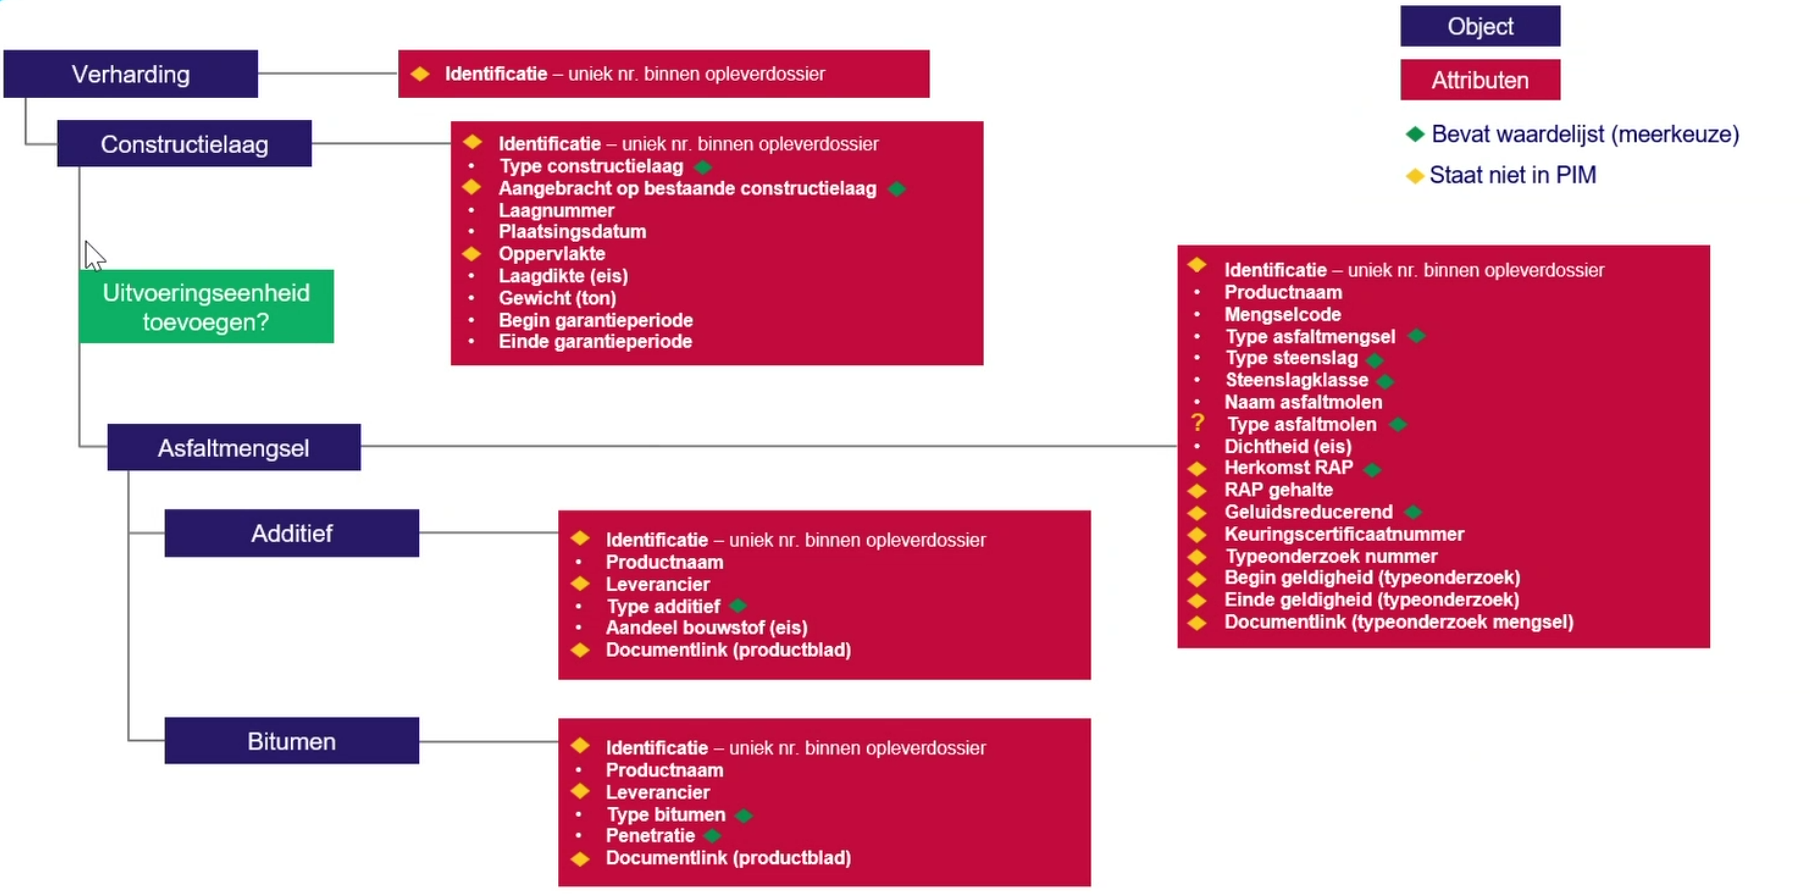 Object
Attributen
Bevat waardelijst (meerkeuze)
Staat niet in PIM
Verharding
Identificatie – uniek nr. binnen opleverdossier
Constructielaag
Identificatie – uniek nr. binnen opleverdossier
• Type constructielaag
Aangebracht op bestaande constructielaag
• Laagnummer
• Plaatsingsdatum
Oppervlakte
• Laagdikte (eis)
• Gewicht (ton)
• Begin garantieperiode
• Einde garantieperiode
Uitvoeringseenheid
toevoegen?
Asfaltmengsel
Identificatie – uniek nr. binnen opleverdossier
• Productnaam
• Mengselcode
• Type asfaltmengsel
• Type steenslag
• Steenslagklasse
• Naam asfaltmolen
? Type asfaltmolen
• Dichtheid (eis)
Herkomst RAP
RAP gehalte
Geluidsreducerend
Keuringscertificaatnummer
Typeonderzoek nummer
Begin geldigheid (typeonderzoek)
Einde geldigheid (typeonderzoek)
Documentlink (typeonderzoek mengsel)
Additief
Identificatie – uniek nr. binnen opleverdossier
• Productnaam
Leverancier
• Type additief
• Aandeel bouwstof (eis)
Documentlink (productblad)
Bitumen
Identificatie – uniek nr. binnen opleverdossier
• Productnaam
Leverancier
• Type bitumen
• Penetratie
Documentlink (productblad)